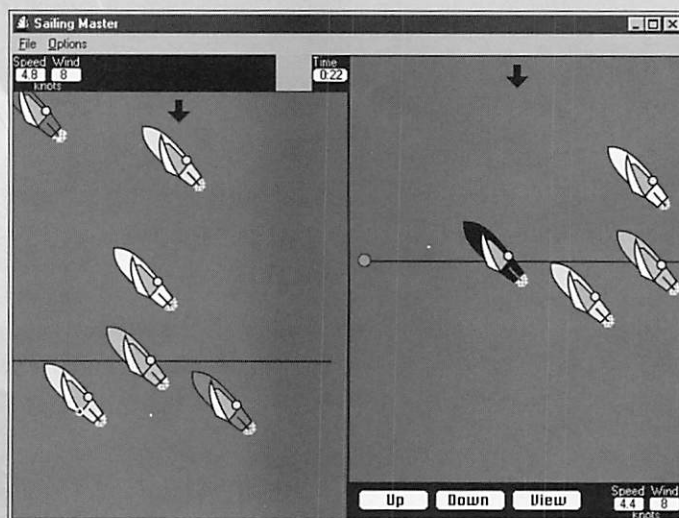 Sailing Master
File Options
Speed Wind
4.8 8
knots
Time
0:22
Up Down View
Speed Wind
4.4 8
knots